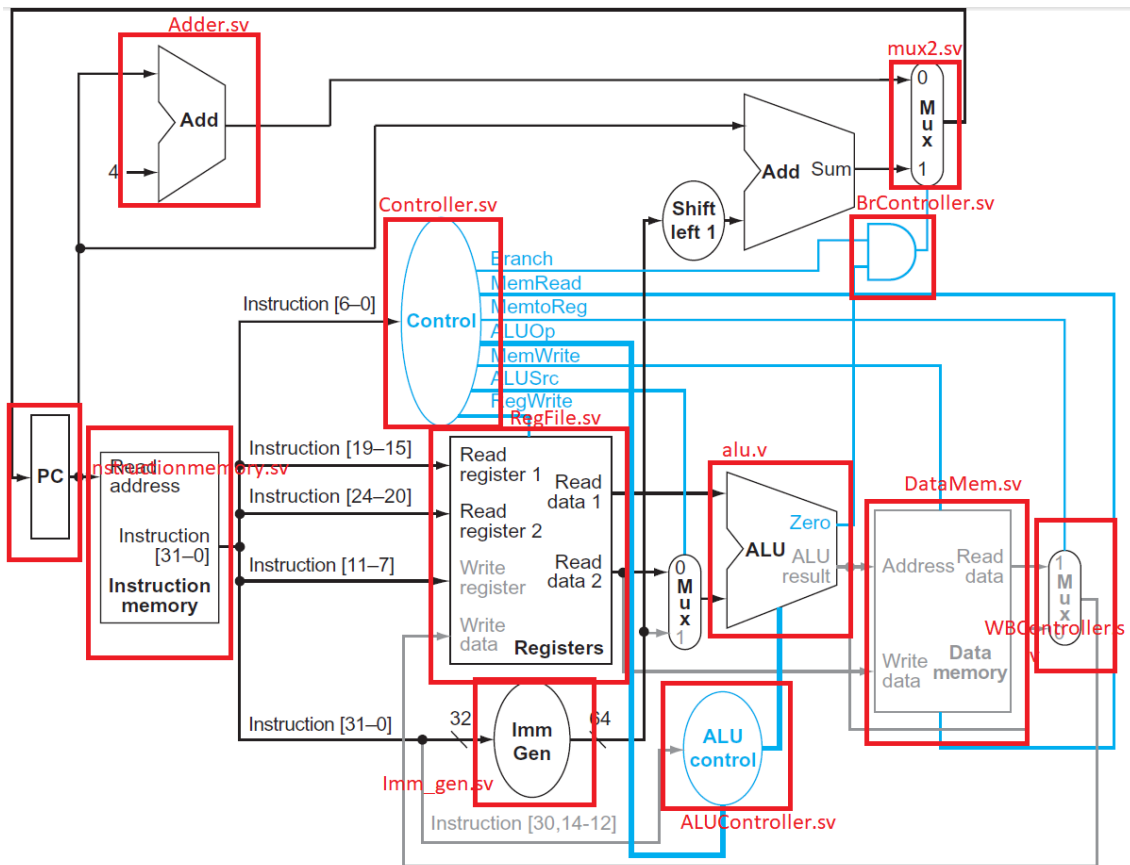 Adder.sv
mux2.sv
Add
4
0
Mux
1
Add Sum
Shift
left 1
BrController.sv
Controller.sv
Branch
MemRead
MemtoReg
ALUOp
MemWrite
ALUSrc
RegWrite
Control
Instruction [6–0]
RegFile.sv
PC
nstructionmemory.sv
Read
address
Instruction
[31–0]
Instruction
memory
Instruction [19–15]
Instruction [24–20]
Instruction [11–7]
Read
register 1
Read
data 1
Read
register 2
Read
data 2
Write
register
Write
data
Registers
0
Mux
1
alu.v
Zero
ALU
ALU
result
DataMem.sv
Address
Read
data
Write
data
Data
memory
1
Mux
0
WBController.s
v
Instruction [31–0]
32
Imm
Gen
64
Imm_gen.sv
ALU
control
ALUController.sv
Instruction [30,14-12]